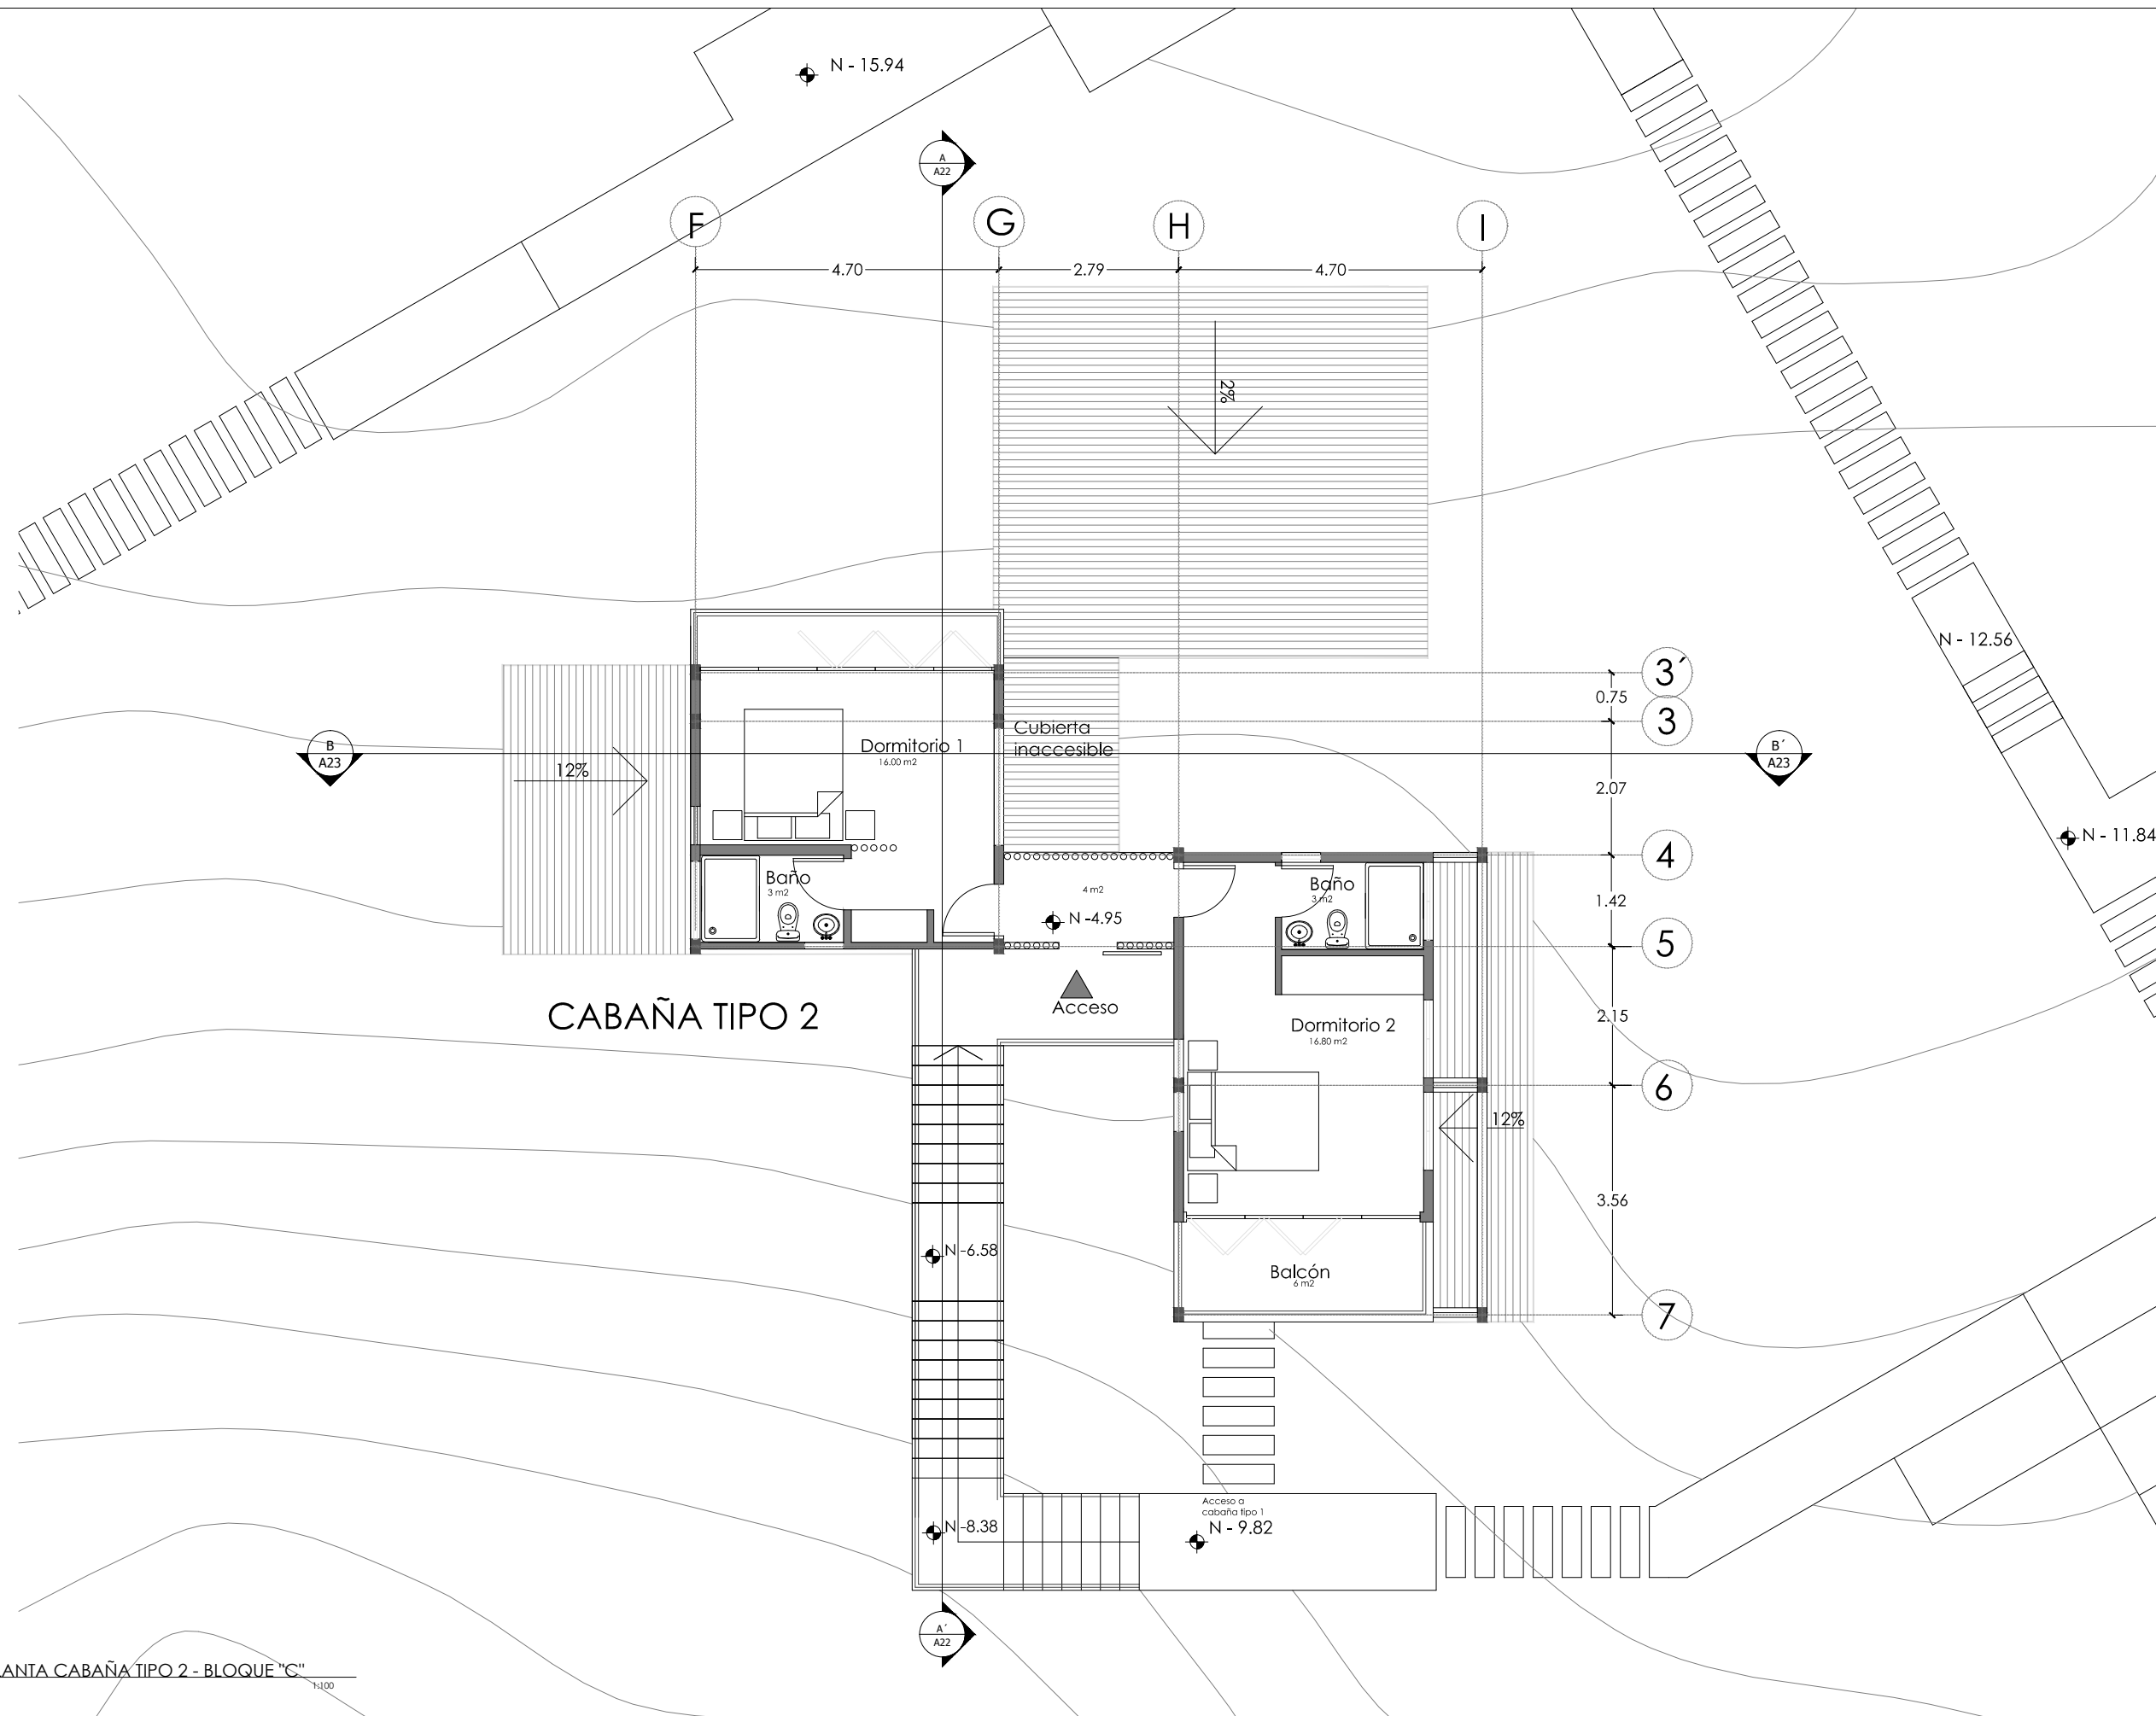 N - 15.94
A
A22
F
G
H
I
4.70
2.79
4.70
2%
N - 12.56
3´
0.75
3
Cubierta
inaccesible
Dormitorio 1
16.00 m2
B
A23
B´
A23
12%
2.07
N - 11.84
4
Baño
3 m2
4 m2
Baño
3 m2
1.42
N -4.95
5
Acceso
CABAÑA TIPO 2
Dormitorio 2
16.80 m2
2.15
6
12%
3.56
N -6.58
Balcón
6 m2
7
Acceso a
cabaña tipo 1
N - 9.82
N -8.38
A´
A22
LANTA CABAÑA TIPO 2 - BLOQUE "C"
1:100